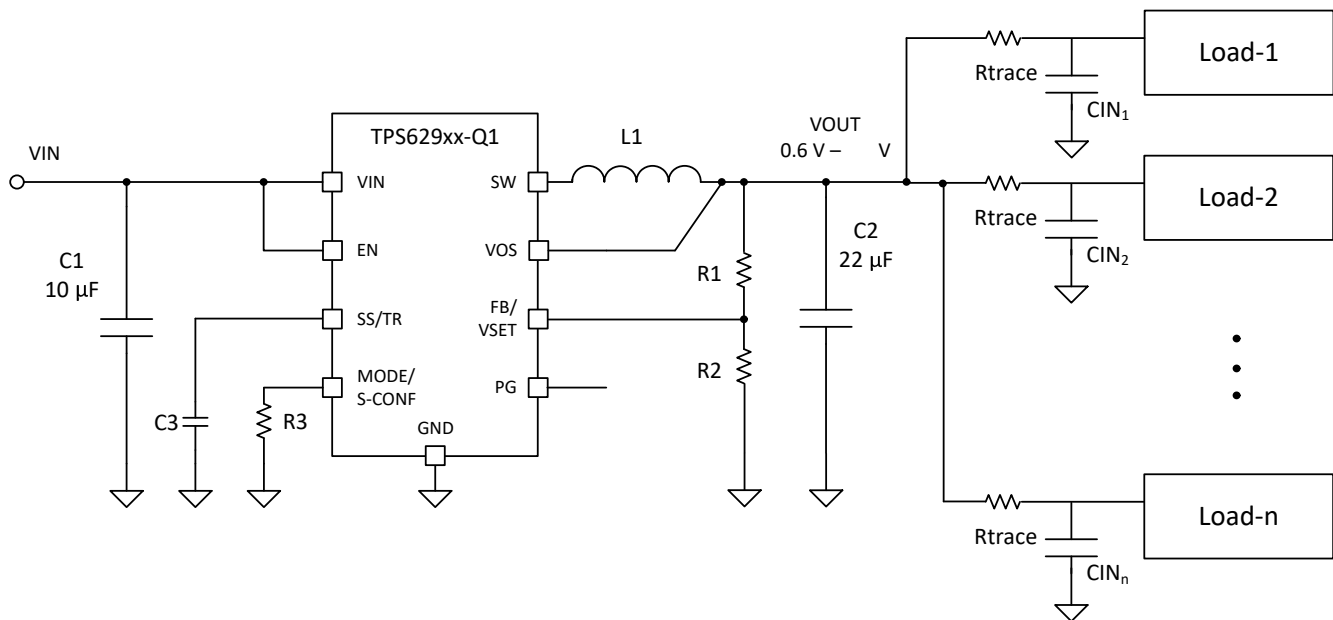 Load-1
Rtrace
CIN₁
TPS629xx-Q1
L1
VOUT
0.6 V – V
VIN
VIN
SW
Load-2
Rtrace
CIN₂
C1
10 µF
EN
VOS
C2
22 µF
R1
SS/TR
FB/
VSET
R2
MODE/
S-CONF
PG
C3
R3
GND
Load-n
Rtrace
CINₙ